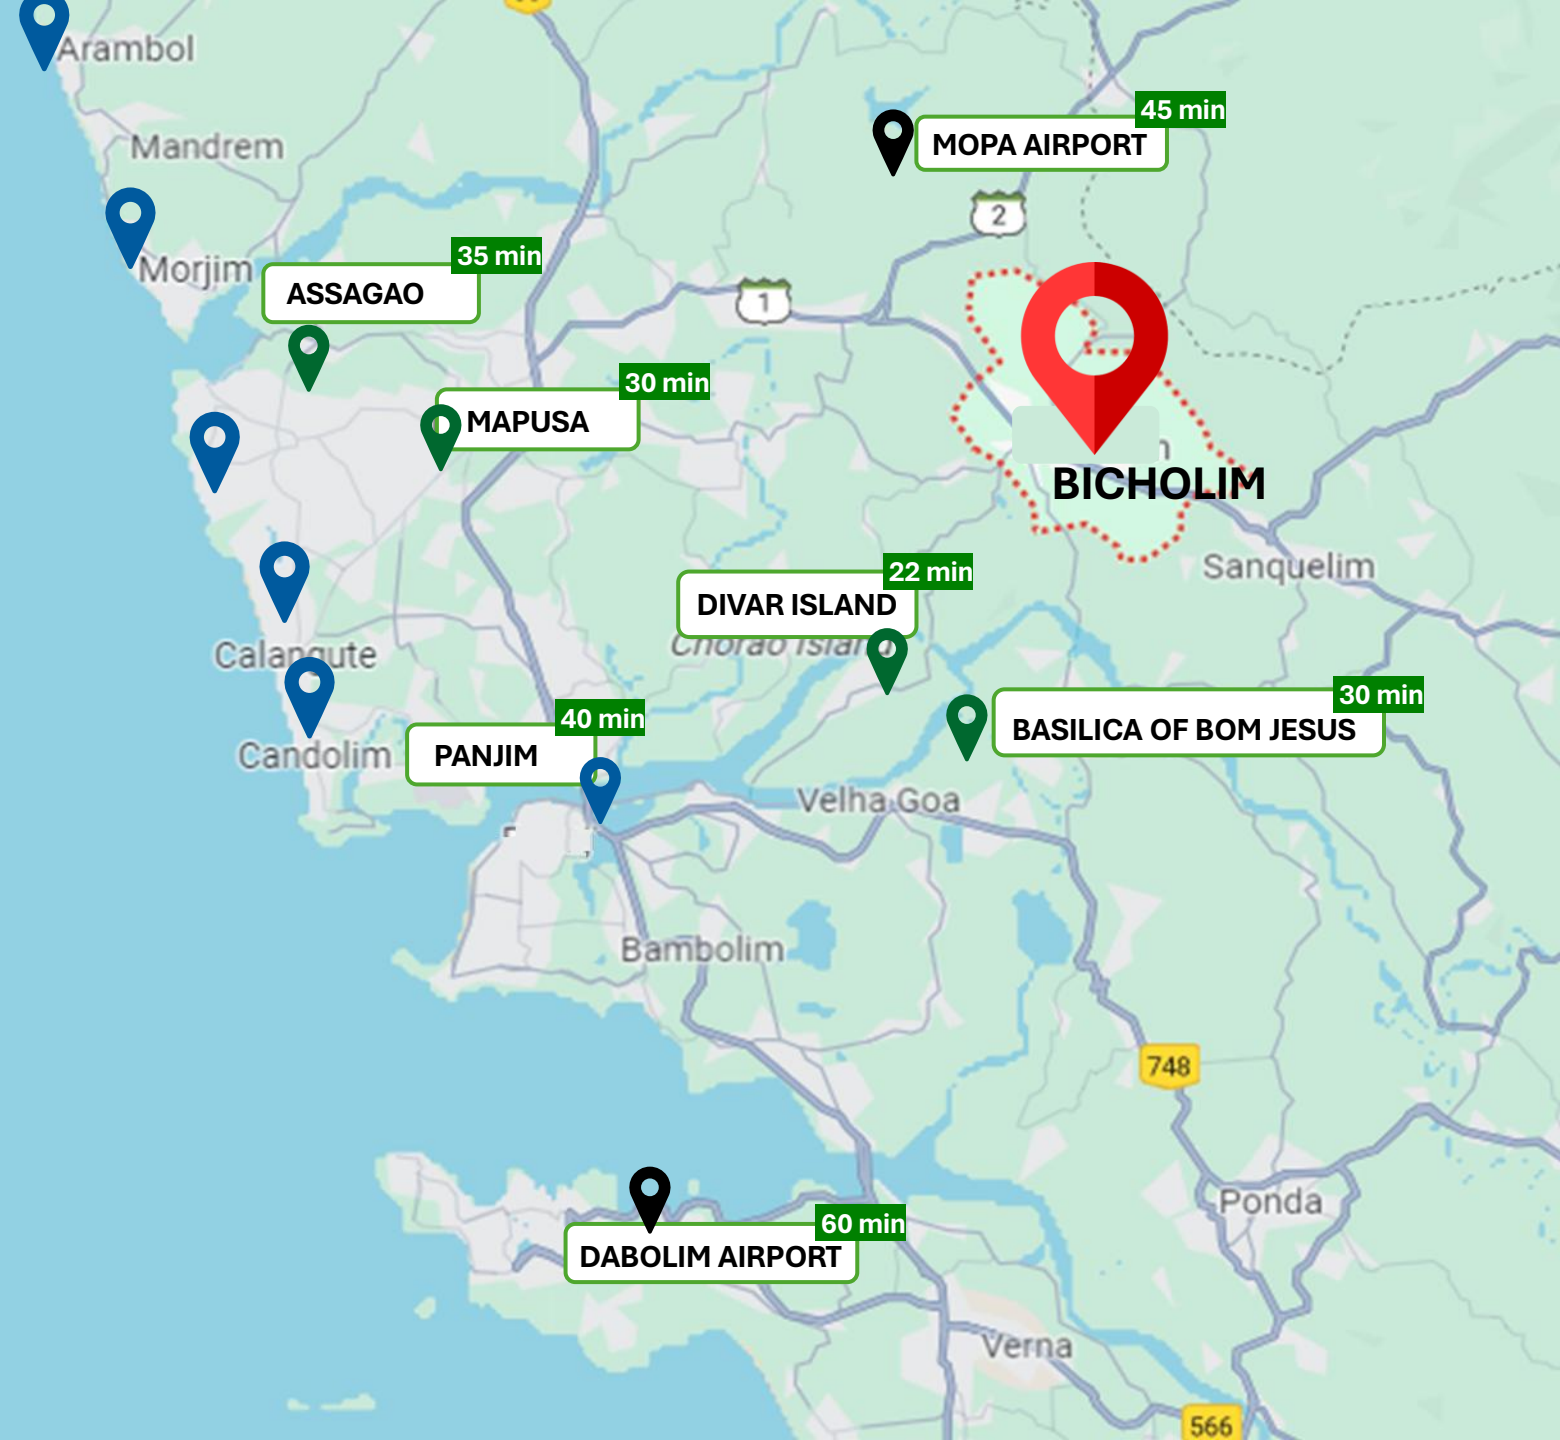 Arambol
45 min
MOPA AIRPORT
Mandrem
2
35 min
Morjim
ASSAGAO
1
30 min
MAPUSA
BICHOLIM
Sanquelim
22 min
DIVAR ISLAND
Chorao Island
Calangute
30 min
BASILICA OF BOM JESUS
40 min
PANJIM
Candolim
Velha Goa
Bambolim
748
Ponda
60 min
DABOLIM AIRPORT
Verna
566